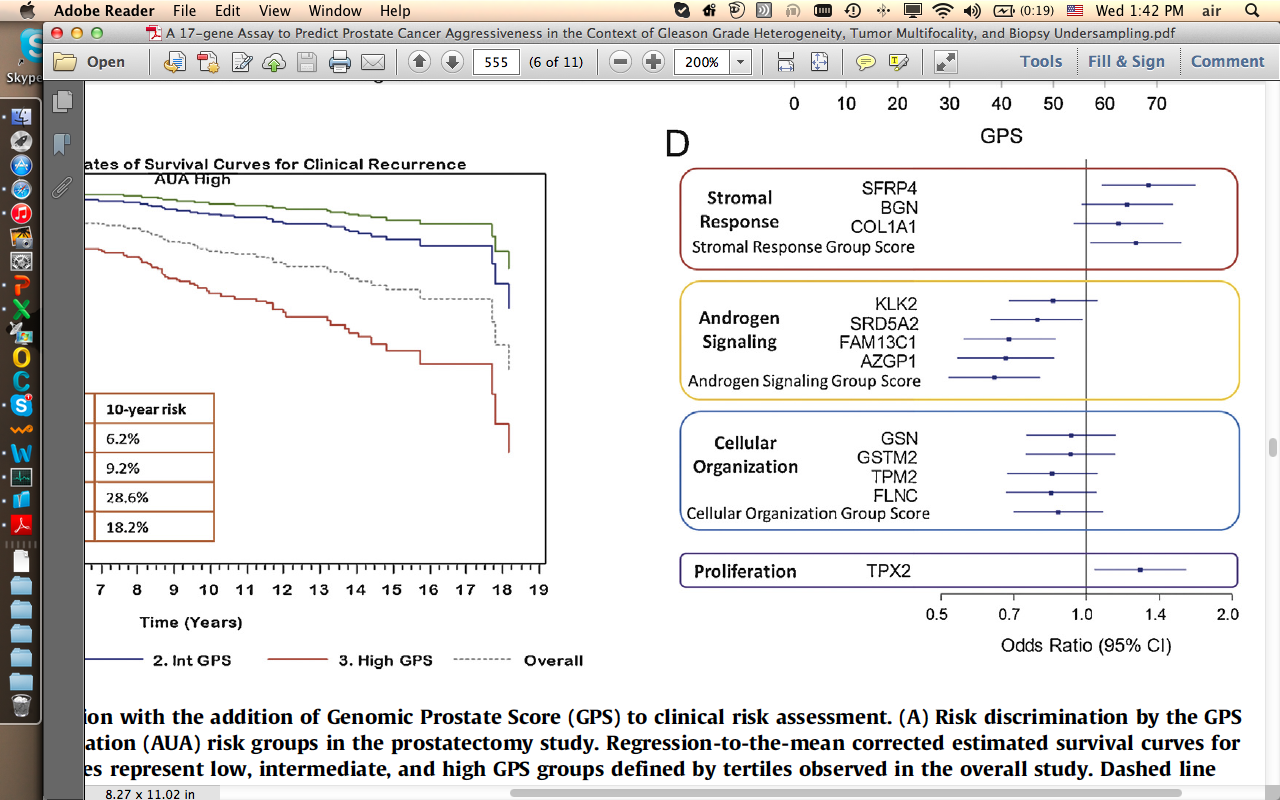 Adobe Reader File Edit View Window Help (0:19) Wed 1:42 PM air
A 17-gene Assay to Predict Prostate Cancer Aggressiveness in the Context of Gleason Grade Heterogeneity, Tumor Multifocality, and Biopsy Undersampling.pdf
Open 555 (6 of 11) 200% Tools Fill & Sign Comment
Skype
ates of Survival Curves for Clinical Recurrence
AUA High
10-year risk
6.2%
9.2%
28.6%
18.2%
7 8 9 10 11 12 13 14 15 16 17 18 19
Time (Years)
2. Int GPS 3. High GPS Overall
0 10 20 30 40 50 60 70
GPS
D
Stromal
Response
SFRP4
BGN
COL1A1
Stromal Response Group Score
Androgen
Signaling
KLK2
SRD5A2
FAM13C1
AZGP1
Androgen Signaling Group Score
Cellular
Organization
GSN
GSTM2
TPM2
FLNC
Cellular Organization Group Score
Proliferation TPX2
0.5 0.7 1.0 1.4 2.0
Odds Ratio (95% CI)
ion with the addition of Genomic Prostate Score (GPS) to clinical risk assessment. (A) Risk discrimination by the GPS
ation (AUA) risk groups in the prostatectomy study. Regression-to-the-mean corrected estimated survival curves for
es represent low, intermediate, and high GPS groups defined by tertiles observed in the overall study. Dashed line
8.27 x 11.02 in